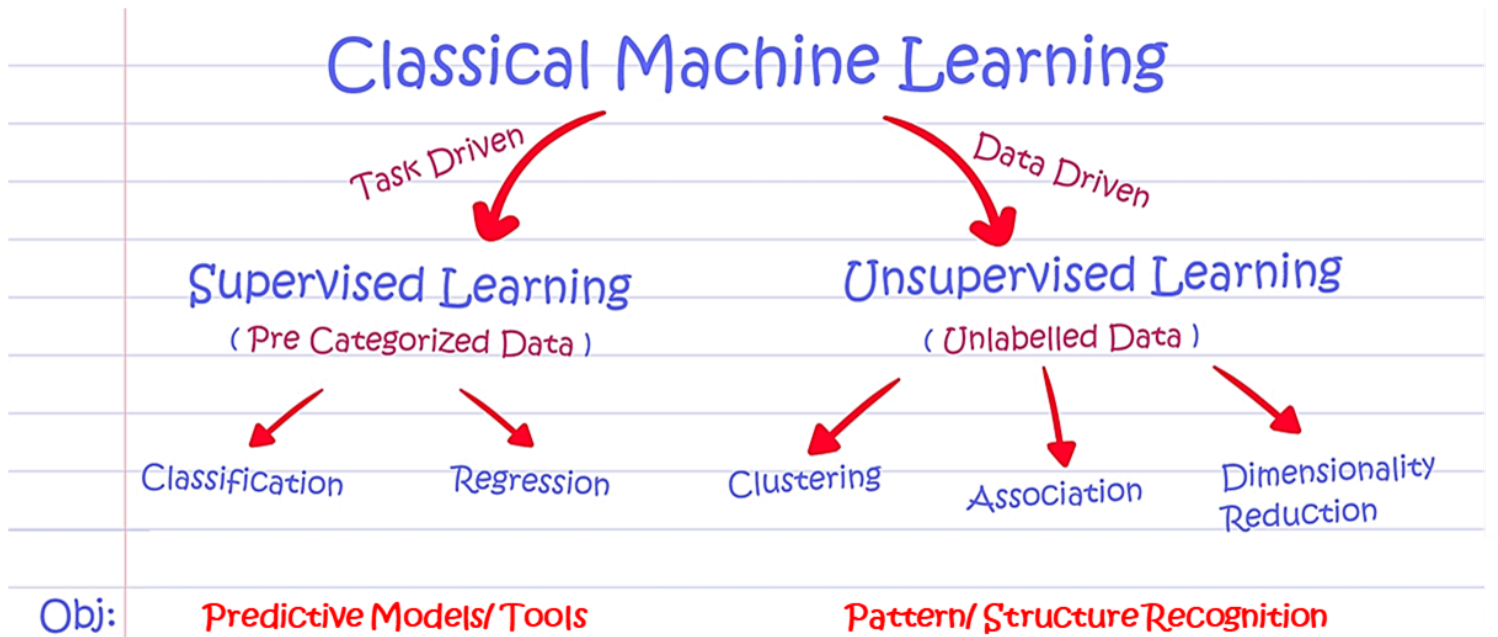 Classical Machine Learning
Task Driven
Data Driven
Supervised Learning
( Pre Categorized Data )
Unsupervised Learning
( Unlabelled Data )
Classification
Regression
Clustering
Association
Dimensionality
Reduction
Obj:
Predictive Models/ Tools
Pattern/ Structure Recognition